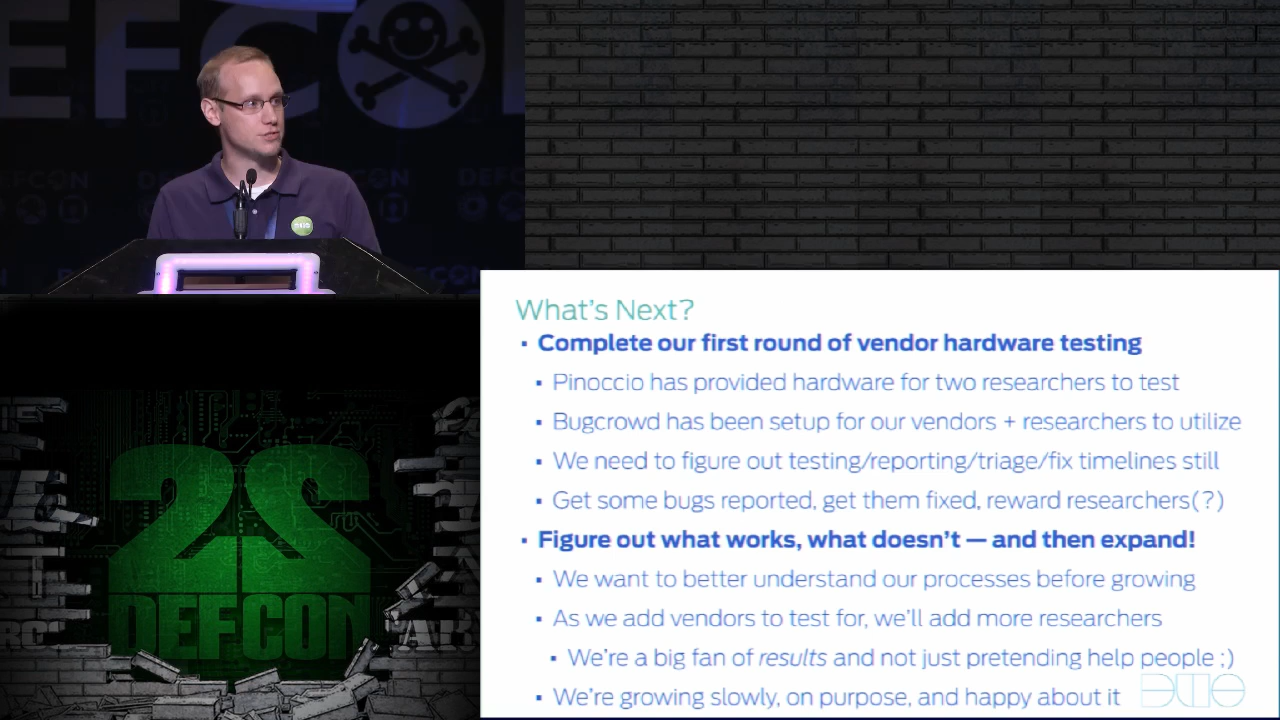 DEFCON
DEFCON
22
DEFCON
What's Next?
▪ Complete our first round of vendor hardware testing
▪ Pinoccio has provided hardware for two researchers to test
▪ Bugcrowd has been setup for our vendors + researchers to utilize
▪ We need to figure out testing/reporting/triage/fix timelines still
▪ Get some bugs reported, get them fixed, reward researchers(?)
▪ Figure out what works, what doesn't — and then expand!
▪ We want to better understand our processes before growing
▪ As we add vendors to test for, we'll add more researchers
▪ We're a big fan of results and not just pretending help people ;)
▪ We're growing slowly, on purpose, and happy about it